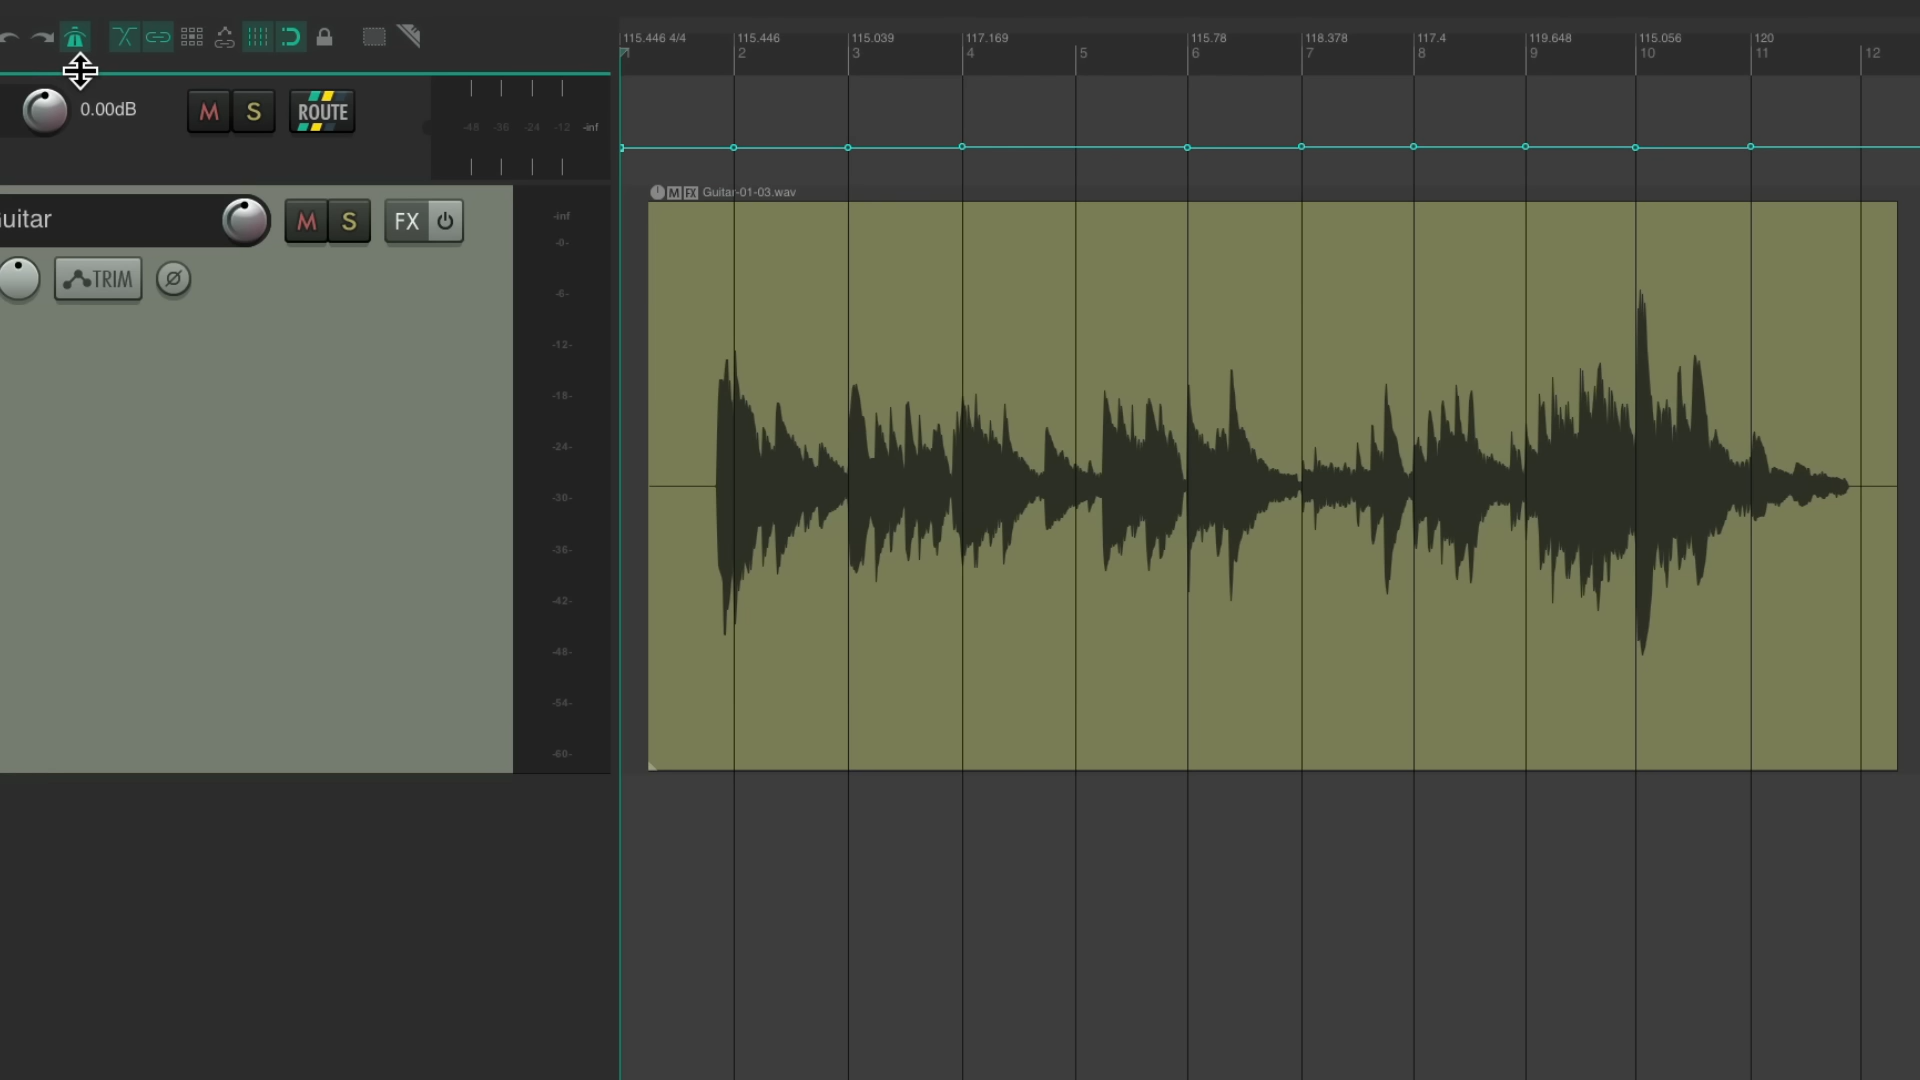 115.446 4/4 115.446 115.039 117.169 115.78 118.378 117.4 119.648 115.056 120
1 2 3 4 5 6 7 8 9 10 11 12
0.00dB M S ROUTE
-48 -36 -24 -12 -inf
M FX Guitar-01-03.wav
uitar M S FX
TRIM
-inf
-0-
-6-
-12-
-18-
-24-
-30-
-36-
-42-
-48-
-54-
-60-